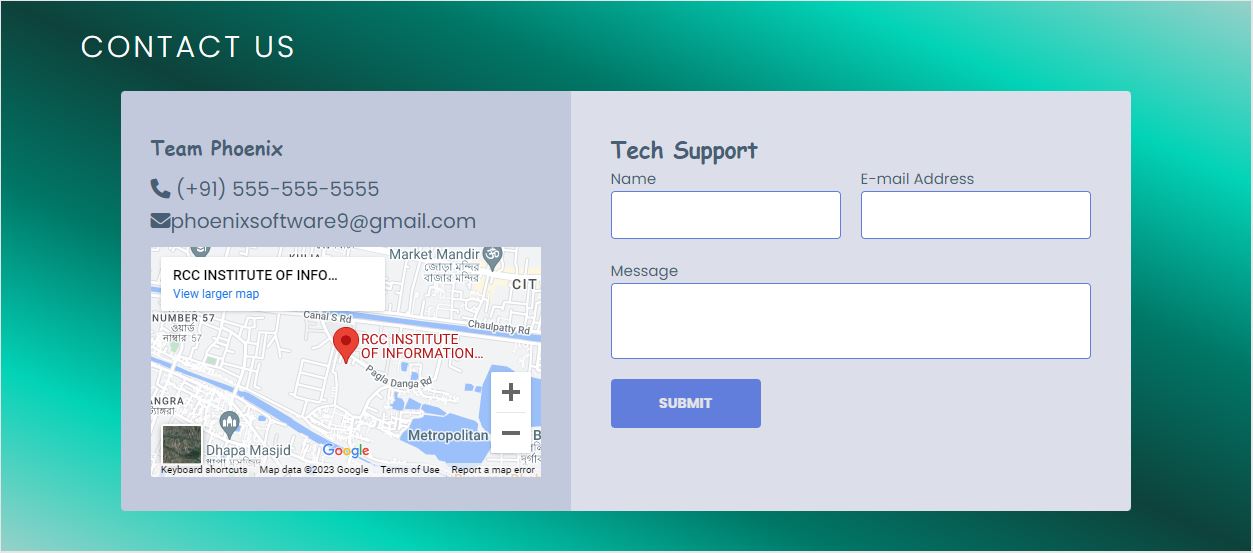 CONTACT US
Team Phoenix
(+91) 555-555-5555
phoenixsoftware9@gmail.com
RCC INSTITUTE OF INFO...
View larger map
Market Mandir
জোড়া মন্দির
বাজার মন্দির
CIT
NUMBER 57
ওয়ার্ড
নাম্বার 57
Canal S Rd
Chaulpatty Rd
RCC INSTITUTE
OF INFORMATION...
Pagla Danga Rd
ANGRA
Metropolitan
B
Dhapa Masjid
Google
Keyboard shortcuts
Map data ©2023 Google
Terms of Use
Report a map error
Tech Support
Name
E-mail Address
Message
SUBMIT